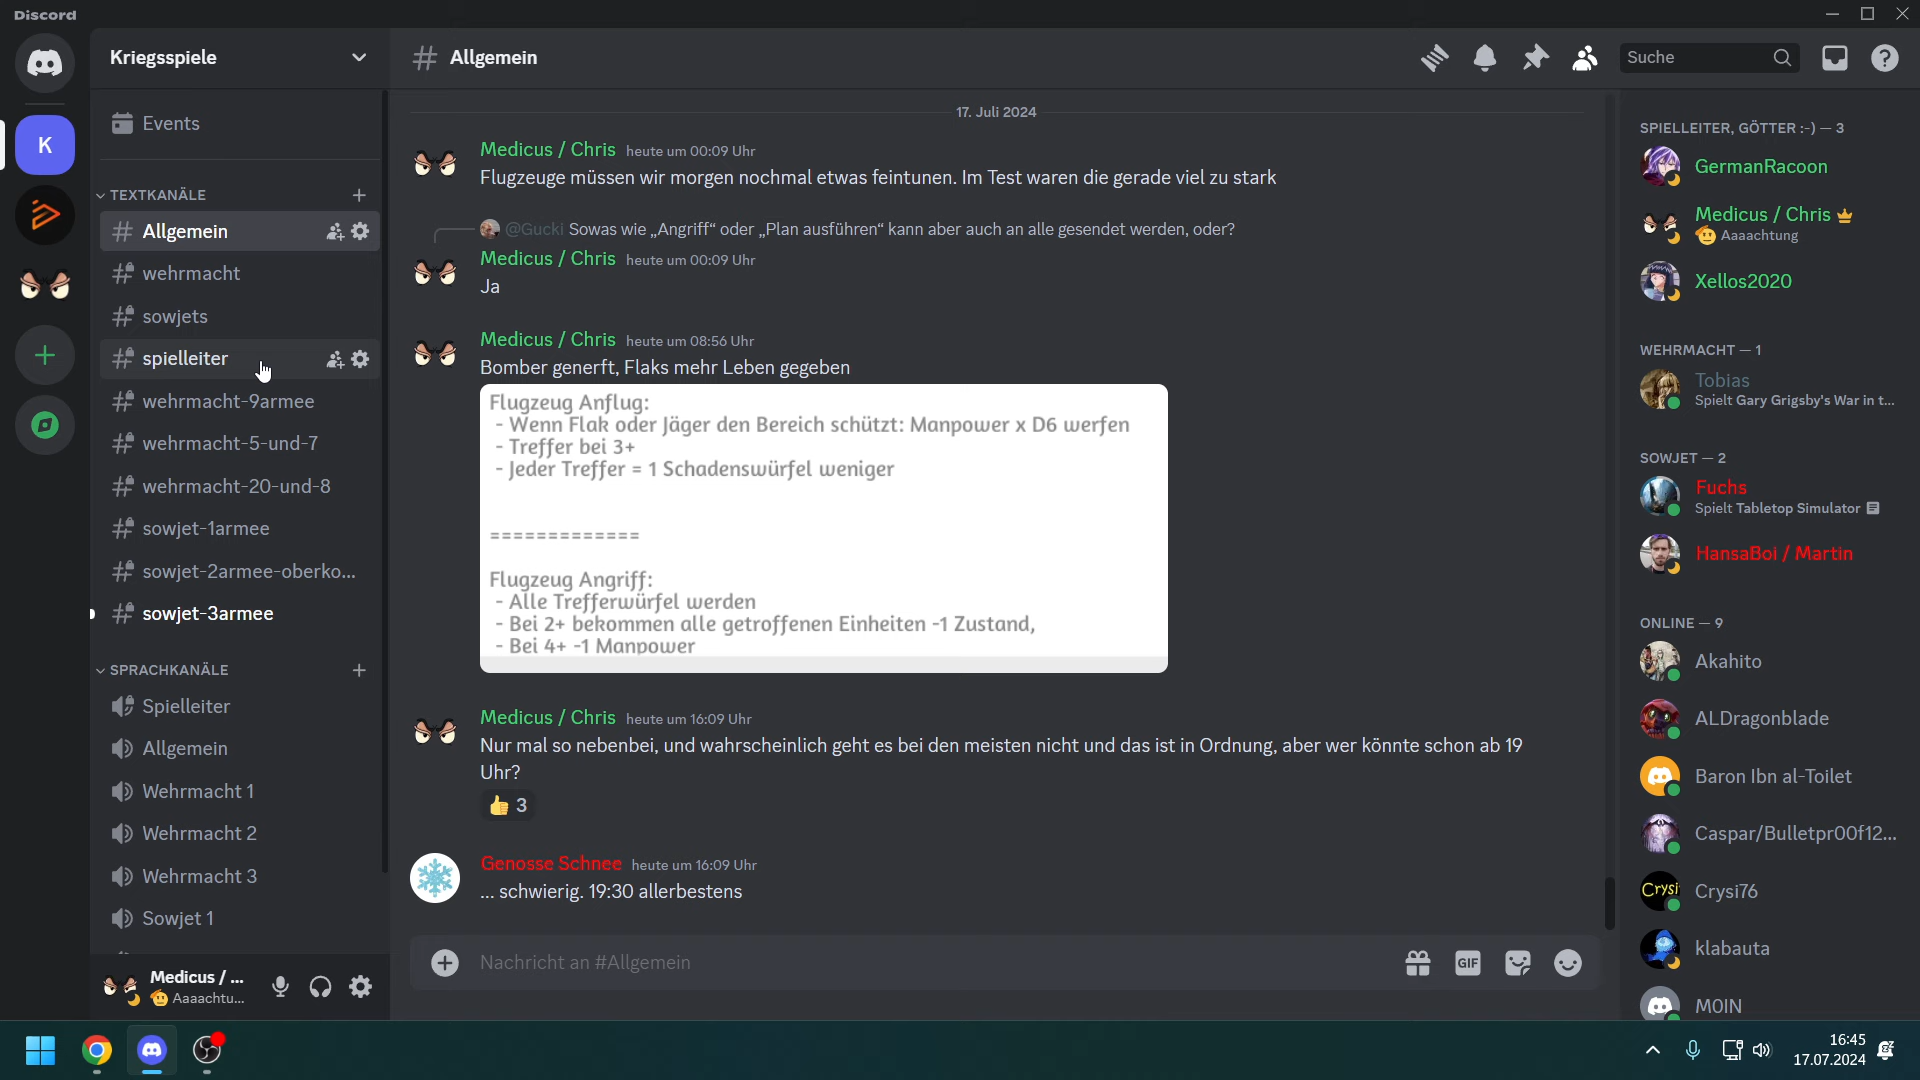 Discord
Kriegsspiele
Events
TEXTKANÄLE
Allgemein
wehrmacht
sowjets
spielleiter
wehrmacht-9armee
wehrmacht-5-und-7
wehrmacht-20-und-8
sowjet-1armee
sowjet-2armee-oberko...
sowjet-3armee
SPRACHKANÄLE
Spielleiter
Allgemein
Wehrmacht 1
Wehrmacht 2
Wehrmacht 3
Sowjet 1
Medicus / ...
Aaaachtu...
K
# Allgemein
Suche
17. Juli 2024
Medicus / Chris heute um 00:09 Uhr
Flugzeuge müssen wir morgen nochmal etwas feintunen. Im Test waren die gerade viel zu stark
@Gucki Sowas wie „Angriff“ oder „Plan ausführen“ kann aber auch an alle gesendet werden, oder?
Medicus / Chris heute um 00:09 Uhr
Ja
Medicus / Chris heute um 08:56 Uhr
Bomber generft, Flaks mehr Leben gegeben
Flugzeug Anflug:
- Wenn Flak oder Jäger den Bereich schützt: Manpower x D6 werfen
- Treffer bei 3+
- Jeder Treffer = 1 Schadenswürfel weniger
=============
Flugzeug Angriff:
- Alle Trefferwürfel werden
- Bei 2+ bekommen alle getroffenen Einheiten -1 Zustand,
- Bei 4+ -1 Manpower
Medicus / Chris heute um 16:09 Uhr
Nur mal so nebenbei, und wahrscheinlich geht es bei den meisten nicht und das ist in Ordnung, aber wer könnte schon ab 19
Uhr?
👍 3
Genosse Schnee heute um 16:09 Uhr
... schwierig. 19:30 allerbestens
Nachricht an #Allgemein
GIF
SPIELLEITER, GÖTTER :-) — 3
GermanRacoon
Medicus / Chris
Aaaachtung
Xellos2020
WEHRMACHT — 1
Tobias
Spielt Gary Grigsby's War in t...
SOWJET — 2
Fuchs
Spielt Tabletop Simulator
HansaBoi / Martin
ONLINE — 9
Akahito
ALDragonblade
Baron Ibn al-Toilet
Caspar/Bulletpr00f12...
Crysi
Crysi76
klabauta
M0IN
16:45
17.07.2024